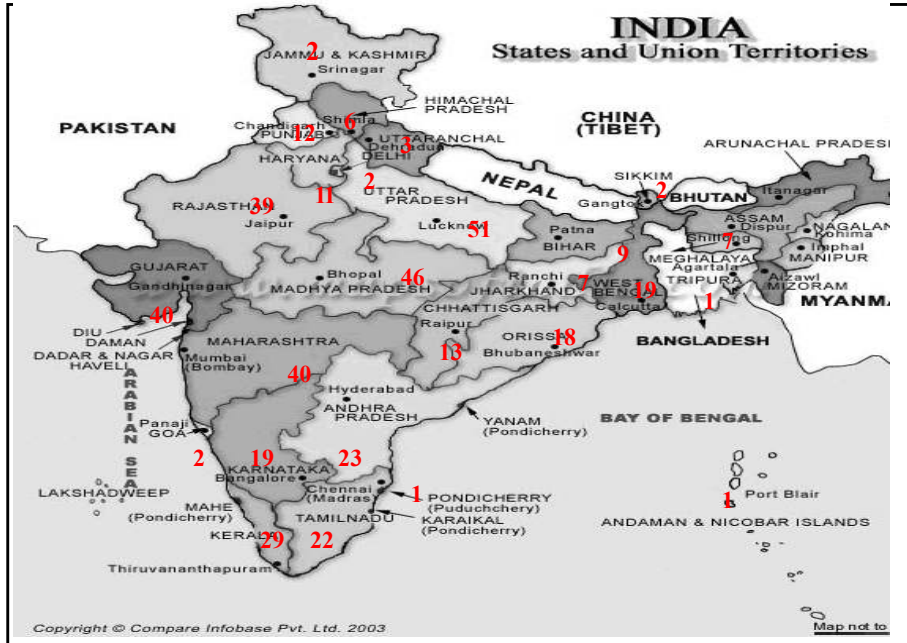 INDIA
States and Union Territories
2
JAMMU & KASHMIR
Srinagar
HIMACHAL
PRADESH
PAKISTAN
Chandigarh
Shimla
6
PUNJAB
12
UTTARANCHAL
Dehradun
3
CHINA
(TIBET)
ARUNACHAL PRADESH
HARYANA
DELHI
2
11
UTTAR
PRADESH
NEPAL
SIKKIM
2
Gangtok
BHUTAN
Itanagar
RAJASTHAN
39
Jaipur
Lucknow
51
Patna
BIHAR
9
ASSAM
Dispur
NAGALAN
Kohima
Shillong
7
MEGHALAYA
Imphal
MANIPUR
GUJARAT
Gandhinagar
Bhopal
46
MADHYA PRADESH
Ranchi
JHARKHAND
7
WEST
BENGA
19
Calcutta
Agartala
TRIPURA
1
Aizawl
MIZORAM
MYANMA
40
DIU
DAMAN
DADAR & NAGAR
HAVELI
MAHARASHTRA
Mumbai
(Bombay)
40
CHHATTISGARH
Raipur
13
ORISSA
18
Bhubaneshwar
BANGLADESH
ARABIAN SEA
Hyderabad
ANDHRA
PRADESH
23
YANAM
(Pondicherry)
BAY OF BENGAL
Panaji
GOA
2
19
KARNATAKA
Bangalore
Chennai
(Madras)
1
PONDICHERRY
(Puduchchery)
1
Port Blair
LAKSHADWEEP
MAHE
(Pondicherry)
TAMILNADU
KARAIKAL
(Pondicherry)
ANDAMAN & NICOBAR ISLANDS
KERALA
29
22
Thiruvananthapuram
Copyright © Compare Infobase Pvt. Ltd. 2003
Map not to